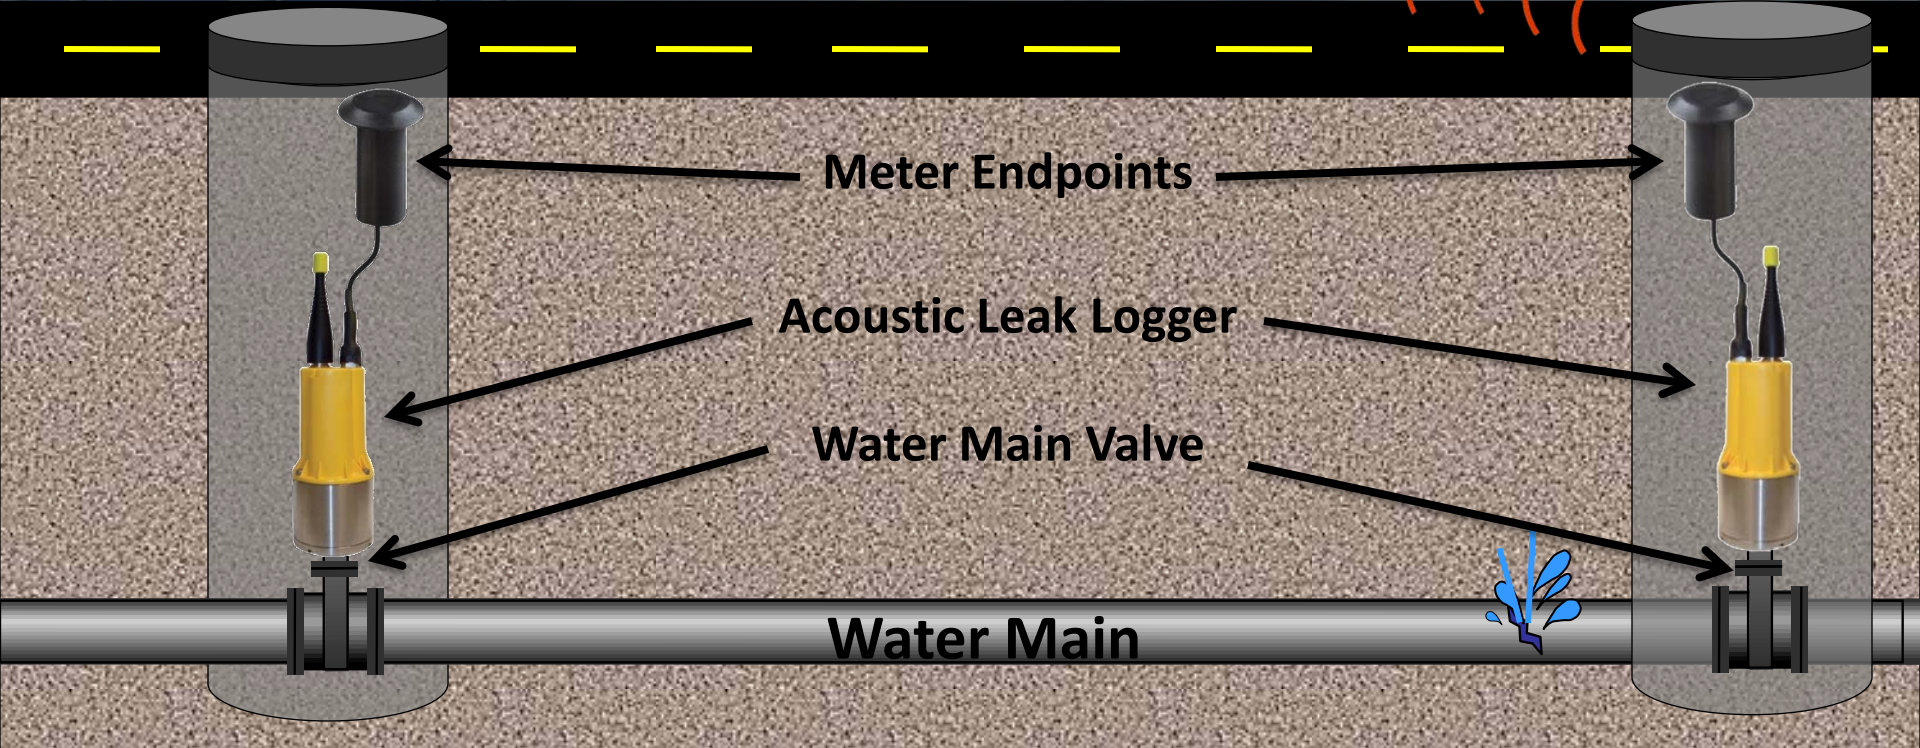 Meter Endpoints
Acoustic Leak Logger
Water Main Valve
Water Main